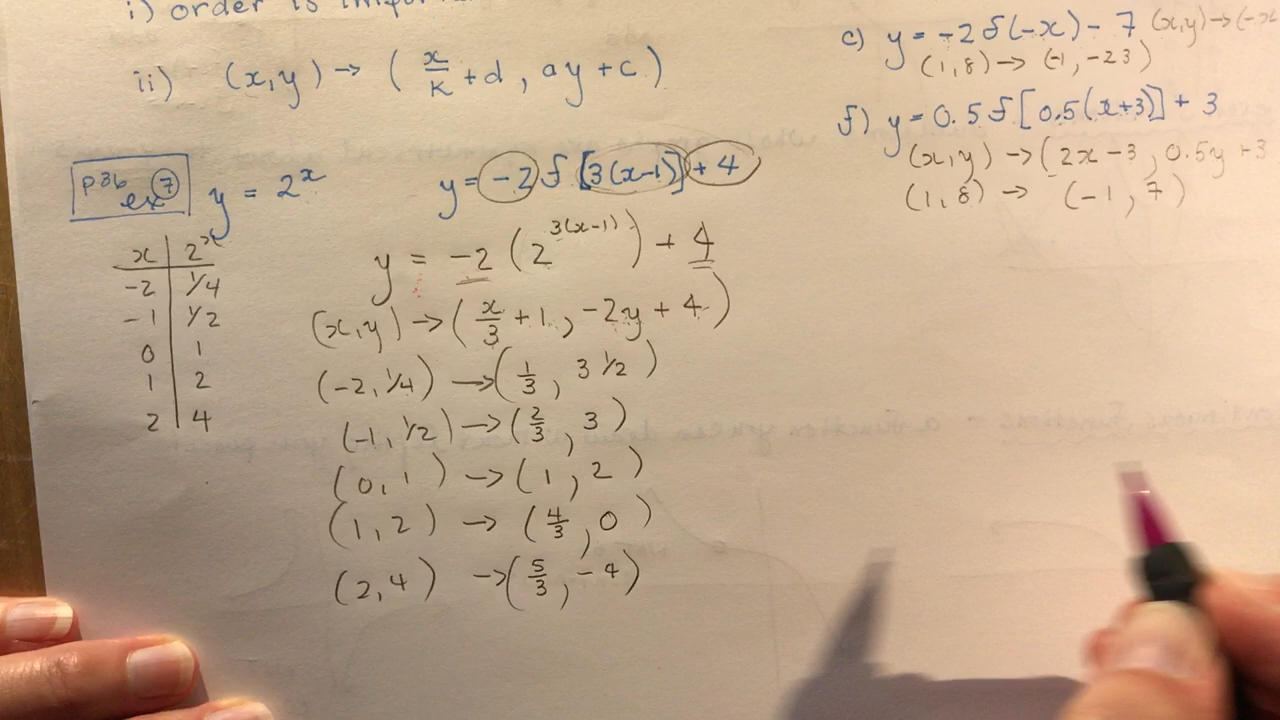 i) order is
ii) (x,y) → (x/k + d, ay + c)
p36 ex 7
y = 2^x
y = -2 f [3(x-1)] + 4
x | 2^x
-2 | 1/4
-1 | 1/2
0 | 1
1 | 2
2 | 4
y = -2 (2^3(x-1)) + 4
(x,y) → (x/3 + 1, -2y + 4)
(-2, 1/4) → (1/3, 3 1/2)
(-1, 1/2) → (2/3, 3)
(0, 1) → (1, 2)
(1, 2) → (4/3, 0)
(2, 4) → (5/3, -4)
c) y = -2 f(-x) - 7 (x,y) → (-x
(1,8) → (-1, -23)
f) y = 0.5 f [0.5(x+3)] + 3
(x,y) → (2x-3, 0.5y + 3
(1,8) → (-1, 7)